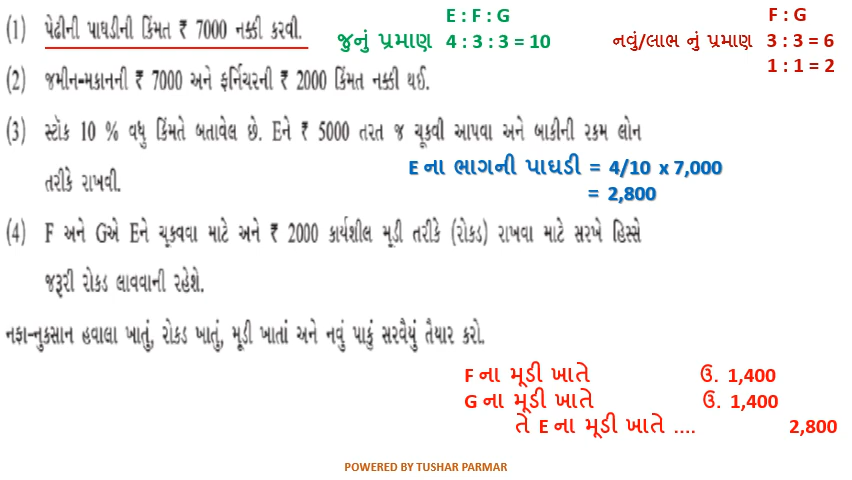 (1) પેઢીની પાઘડીની કિંમત ₹ 7000 નક્કી કરવી.
E : F : G
જુનું પ્રમાણ 4 : 3 : 3 = 10
F : G
નવું/લાભ નું પ્રમાણ 3 : 3 = 6
1 : 1 = 2
(2) જમીન-મકાનની ₹ 7000 અને ફર્નિચરની ₹ 2000 કિંમત નક્કી થઈ.
(3) સ્ટૉક 10 % વધુ કિંમતે બતાવેલ છે. Eને ₹ 5000 તરત જ ચૂકવી આપવા અને બાકીની રકમ લોન
તરીકે રાખવી.
E ના ભાગની પાઘડી = 4/10 x 7,000
= 2,800
(4) F અને Gએ Eને ચૂકવવા માટે અને ₹ 2000 કાર્યશીલ મૂડી તરીકે (રોકડ) રાખવા માટે સરખે હિસ્સે
જરૂરી રોકડ લાવવાની રહેશે.
નફા-નુકસાન હવાલા ખાતું, રોકડ ખાતું, મૂડી ખાતાં અને નવું પાકું સરવૈયું તૈયાર કરો.
F ના મૂડી ખાતે ઉ. 1,400
G ના મૂડી ખાતે ઉ. 1,400
તે E ના મૂડી ખાતે .... 2,800
POWERED BY TUSHAR PARMAR